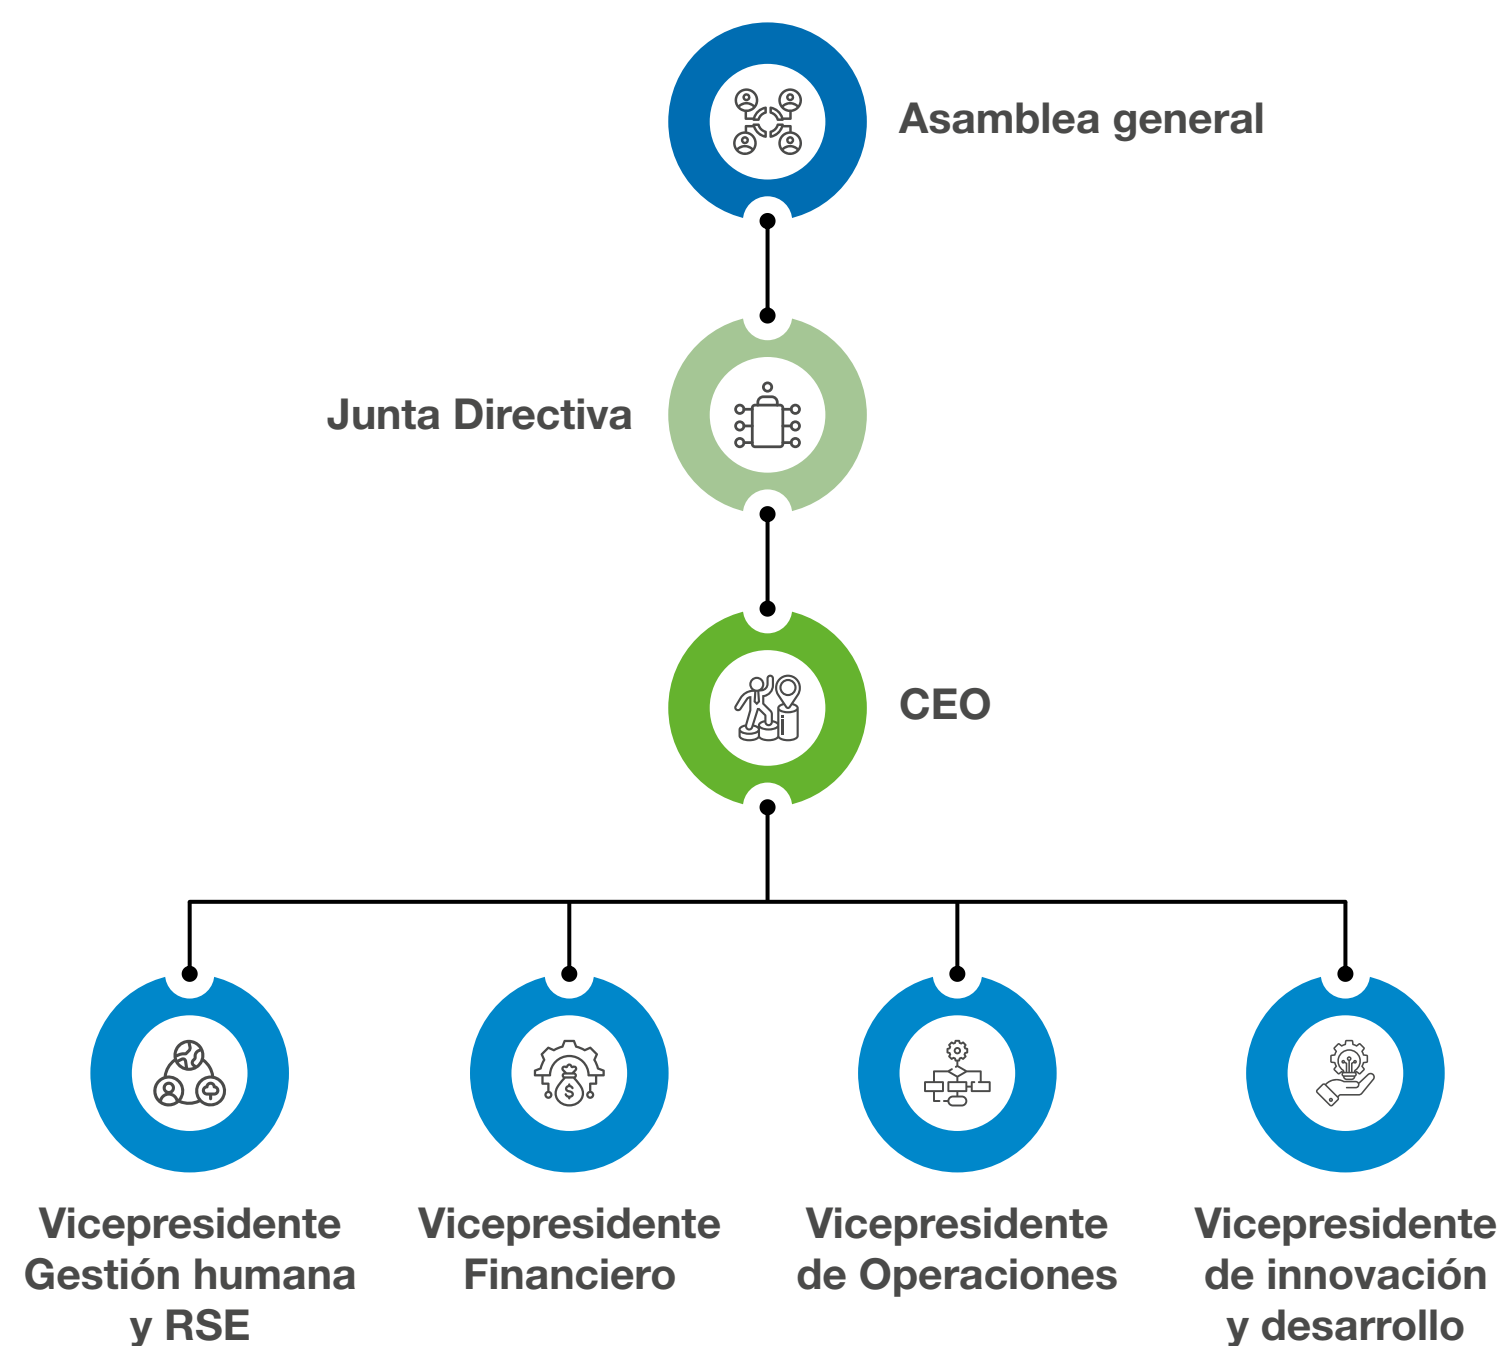 Asamblea general
Junta Directiva
CEO
Vicepresidente
Gestión humana
y RSE
Vicepresidente
Financiero
Vicepresidente
de Operaciones
Vicepresidente
de innovación
y desarrollo